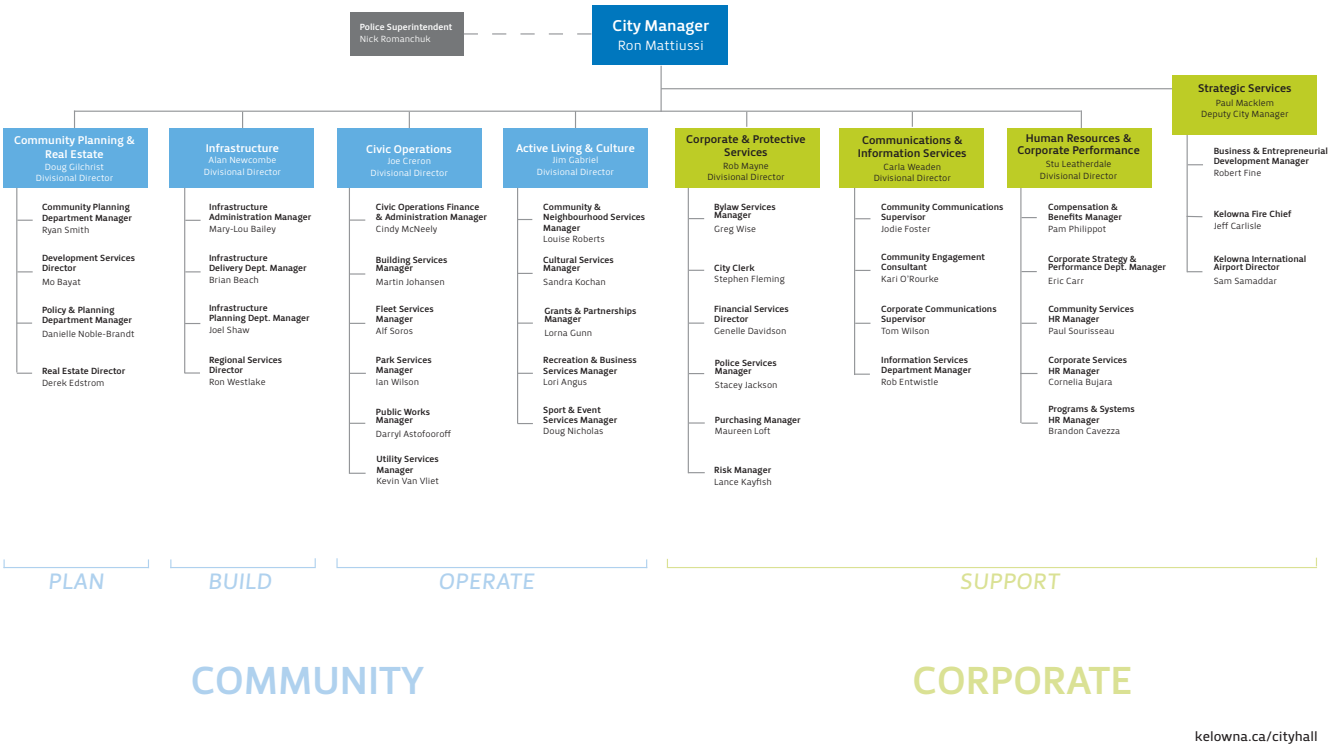 Police Superintendent
Nick Romanchuk
City Manager
Ron Mattiussi
Strategic Services
Paul Macklem
Deputy City Manager
Business & Entrepreneurial
Development Manager
Robert Fine
Kelowna Fire Chief
Jeff Carlisle
Kelowna International
Airport Director
Sam Samaddar
Community Planning &
Real Estate
Doug Gilchrist
Divisional Director
Community Planning
Department Manager
Ryan Smith
Development Services
Director
Mo Bayat
Policy & Planning
Department Manager
Danielle Noble-Brandt
Real Estate Director
Derek Edstrom
Infrastructure
Alan Newcombe
Divisional Director
Infrastructure
Administration Manager
Mary-Lou Bailey
Infrastructure
Delivery Dept. Manager
Brian Beach
Infrastructure
Planning Dept. Manager
Joel Shaw
Regional Services
Director
Ron Westlake
Civic Operations
Joe Creron
Divisional Director
Civic Operations Finance
& Administration Manager
Cindy McNeely
Building Services
Manager
Martin Johansen
Fleet Services
Manager
Alf Soros
Park Services
Manager
Ian Wilson
Public Works
Manager
Darryl Astofooroff
Utility Services
Manager
Kevin Van Vliet
Active Living & Culture
Jim Gabriel
Divisional Director
Community &
Neighbourhood Services
Manager
Louise Roberts
Cultural Services
Manager
Sandra Kochan
Grants & Partnerships
Manager
Lorna Gunn
Recreation & Business
Services Manager
Lori Angus
Sport & Event
Services Manager
Doug Nicholas
Corporate & Protective
Services
Rob Mayne
Divisional Director
Bylaw Services
Manager
Greg Wise
City Clerk
Stephen Fleming
Financial Services
Director
Genelle Davidson
Police Services
Manager
Stacey Jackson
Purchasing Manager
Maureen Loft
Risk Manager
Lance Kayfish
Communications &
Information Services
Carla Weaden
Divisional Director
Community Communications
Supervisor
Jodie Foster
Community Engagement
Consultant
Kari O'Rourke
Corporate Communications
Supervisor
Tom Wilson
Information Services
Department Manager
Rob Entwistle
Human Resources &
Corporate Performance
Stu Leatherdale
Divisional Director
Compensation &
Benefits Manager
Pam Philippot
Corporate Strategy &
Performance Dept. Manager
Eric Carr
Community Services
HR Manager
Paul Sourisseau
Corporate Services
HR Manager
Cornelia Bujara
Programs & Systems
HR Manager
Brandon Cavezza
PLAN
BUILD
OPERATE
SUPPORT
COMMUNITY
CORPORATE
kelowna.ca/cityhall